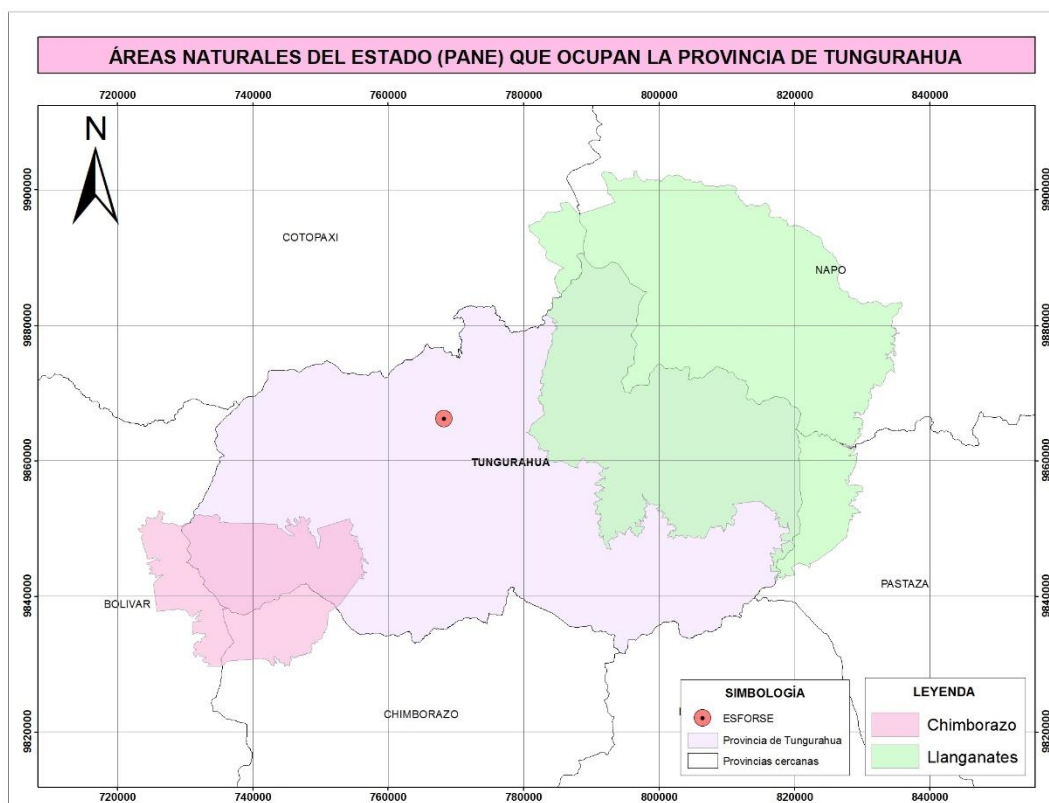 ÁREAS NATURALES DEL ESTADO (PANE) QUE OCUPAN LA PROVINCIA DE TUNGURAHUA
720000 740000 760000 780000 800000 820000 840000
N
9900000 9900000
COTOPAXI
NAPO
9880000 9880000
9860000 9860000
TUNGURAHUA
PASTAZA
9840000 9840000
BOLIVAR
CHIMBORAZO
9820000 9820000
SIMBOLOGÍA
ESFORSE
Provincia de Tungurahua
Provincias cercanas
LEYENDA
Chimborazo
Llanganates
720000 740000 760000 780000 800000 820000 840000